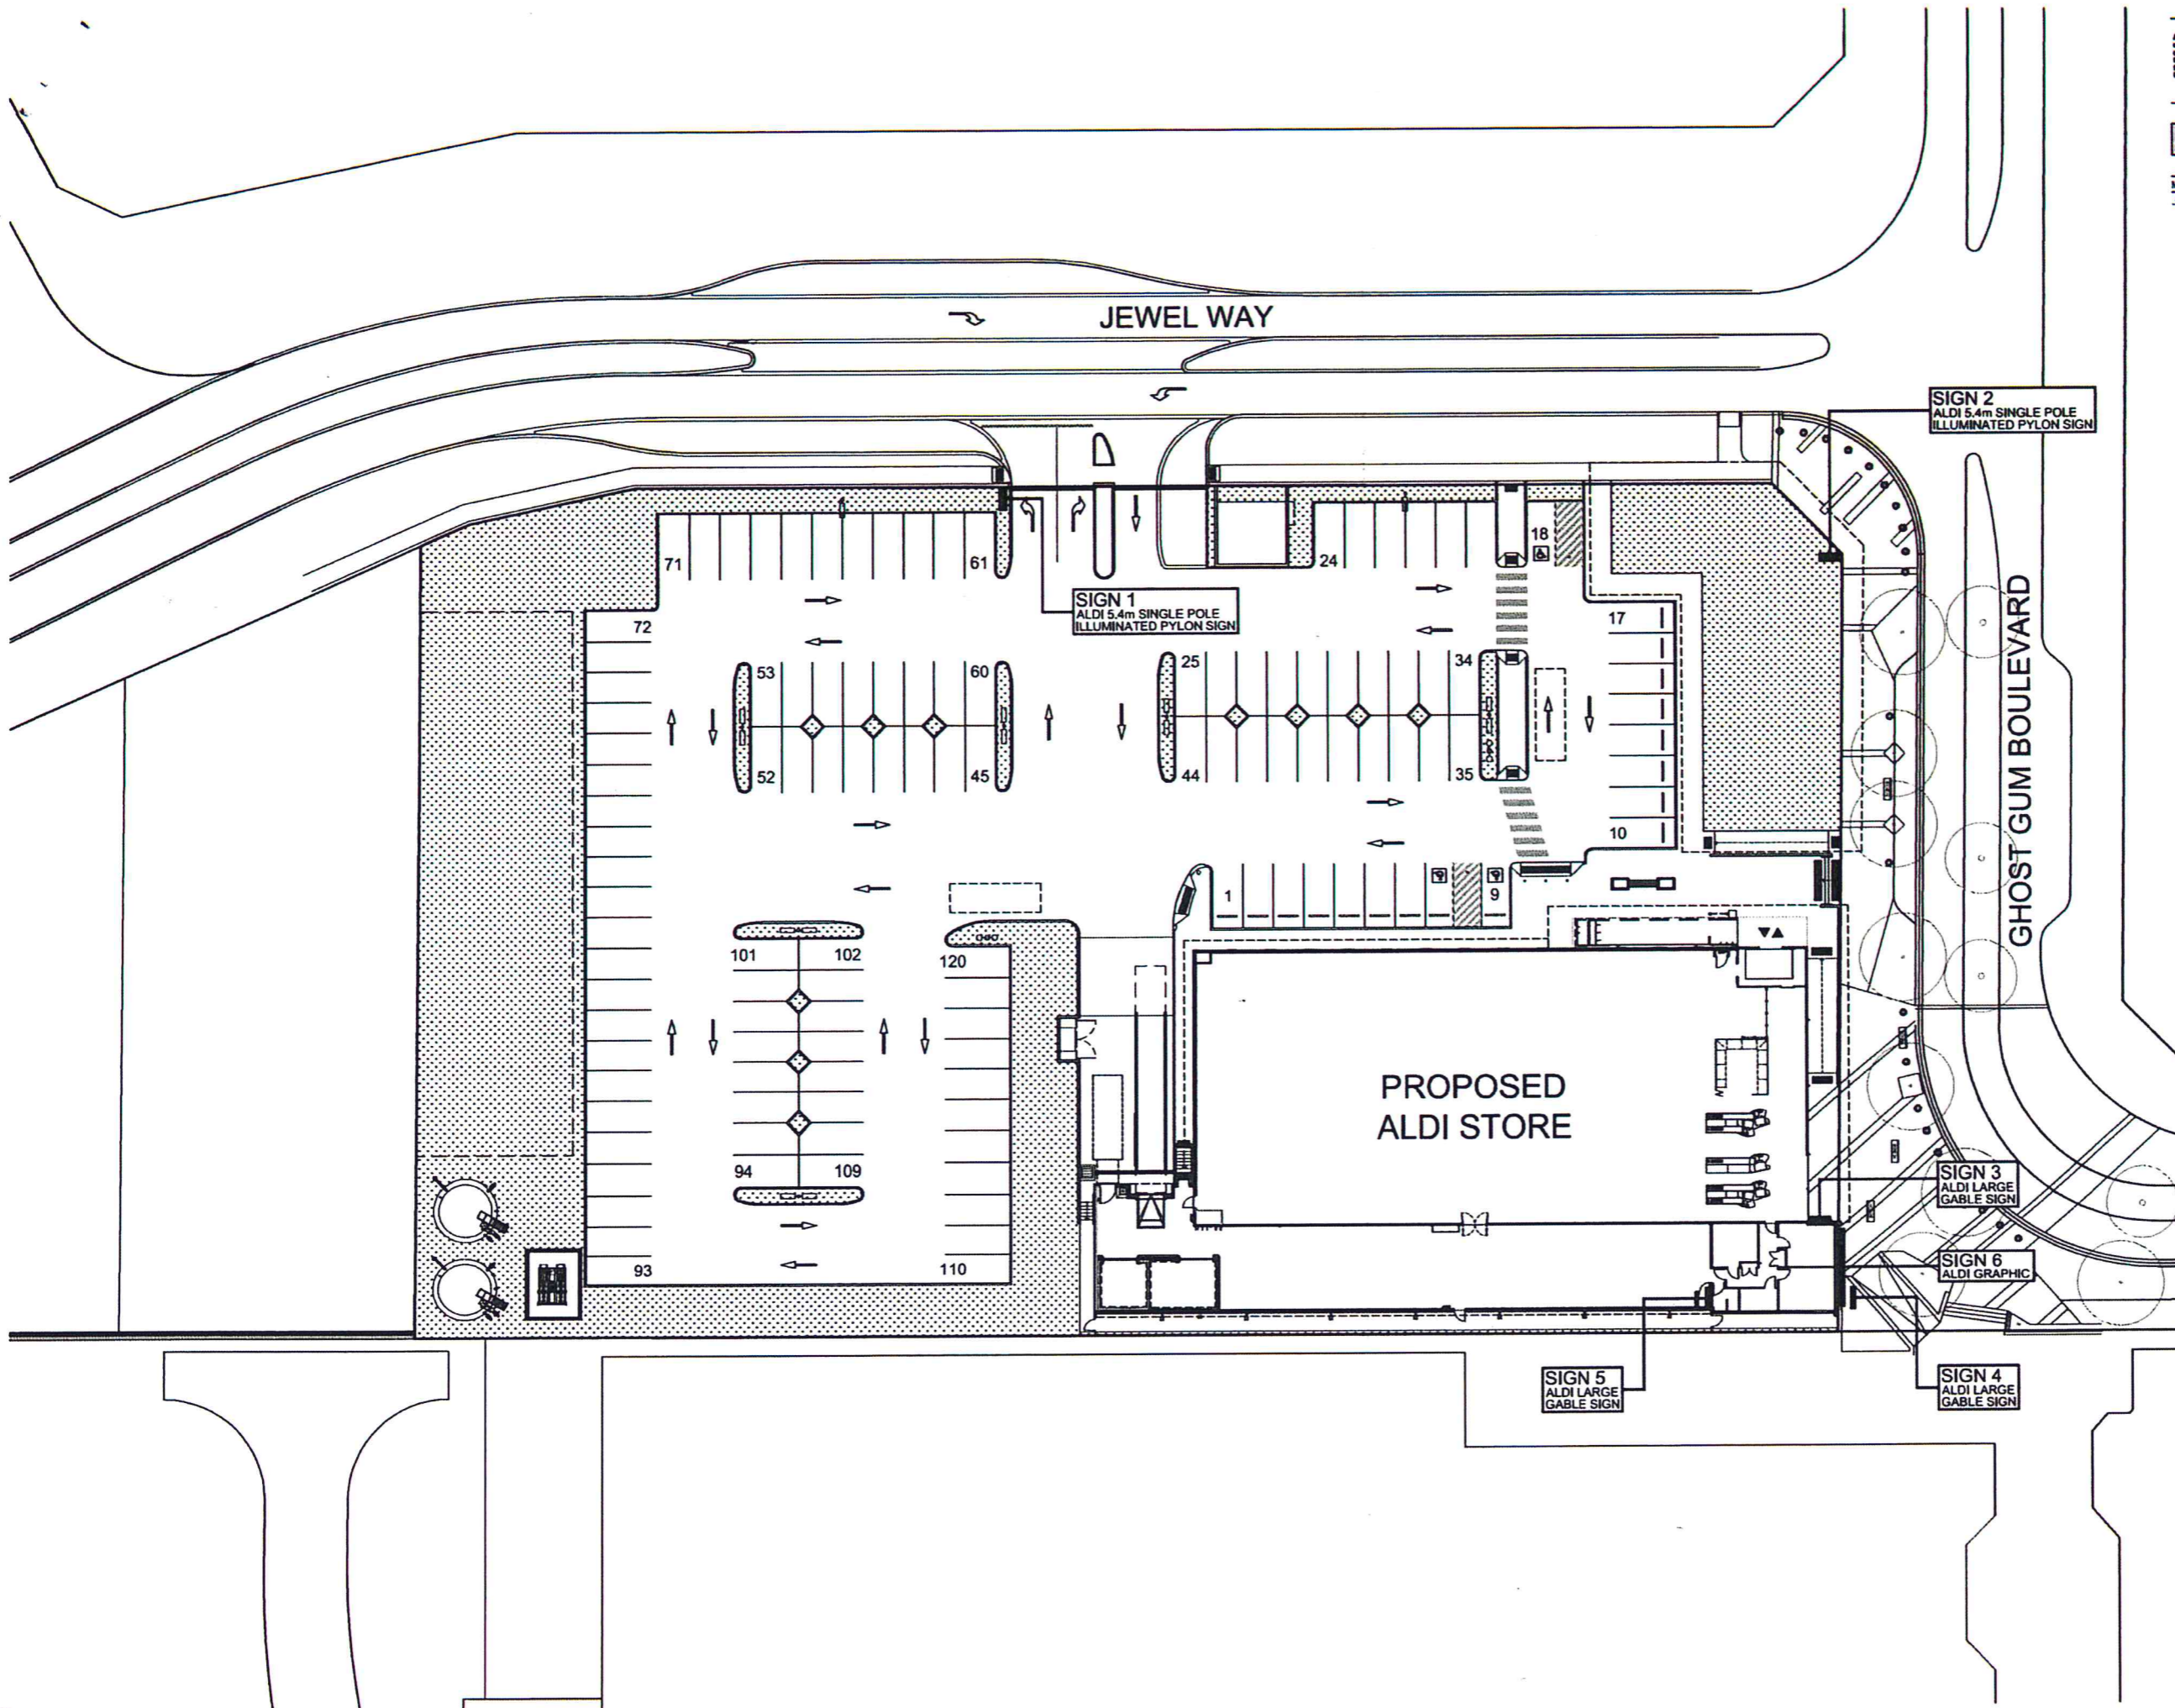 JEWEL WAY
SIGN 2
ALDI 5.4m SINGLE POLE
ILLUMINATED PYLON SIGN
71
61
24
18
SIGN 1
ALDI 5.4m SINGLE POLE
ILLUMINATED PYLON SIGN
72
17
53
60
25
34
GHOST GUM BOULEVARD
52
45
44
35
10
1
9
101
102
120
PROPOSED
ALDI STORE
94
109
SIGN 3
ALDI LARGE
GABLE SIGN
93
110
SIGN 6
ALDI GRAPHIC
SIGN 5
ALDI LARGE
GABLE SIGN
SIGN 4
ALDI LARGE
GABLE SIGN